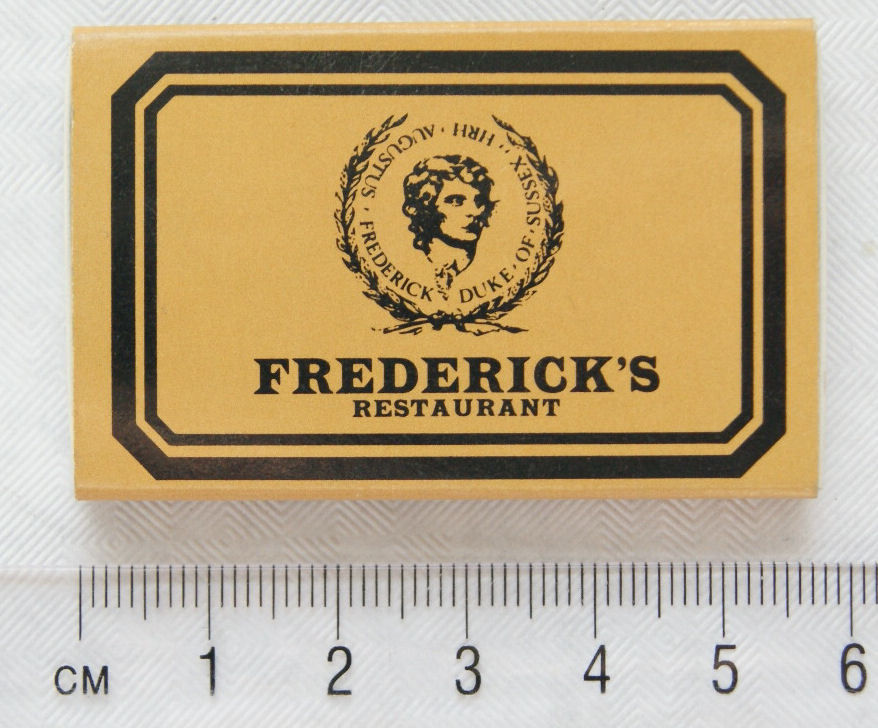 HRH · AUGUSTUS · FREDERICK DUKE · OF · SUSSEX ·
FREDERICK'S
RESTAURANT
CM 1 2 3 4 5 6